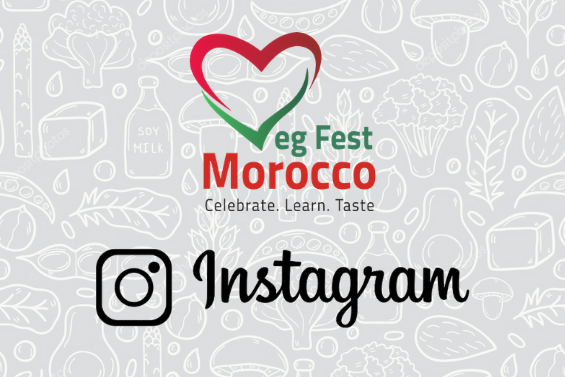 Veg Fest
Morocco
Celebrate. Learn. Taste
SOY
MILK
Instagram